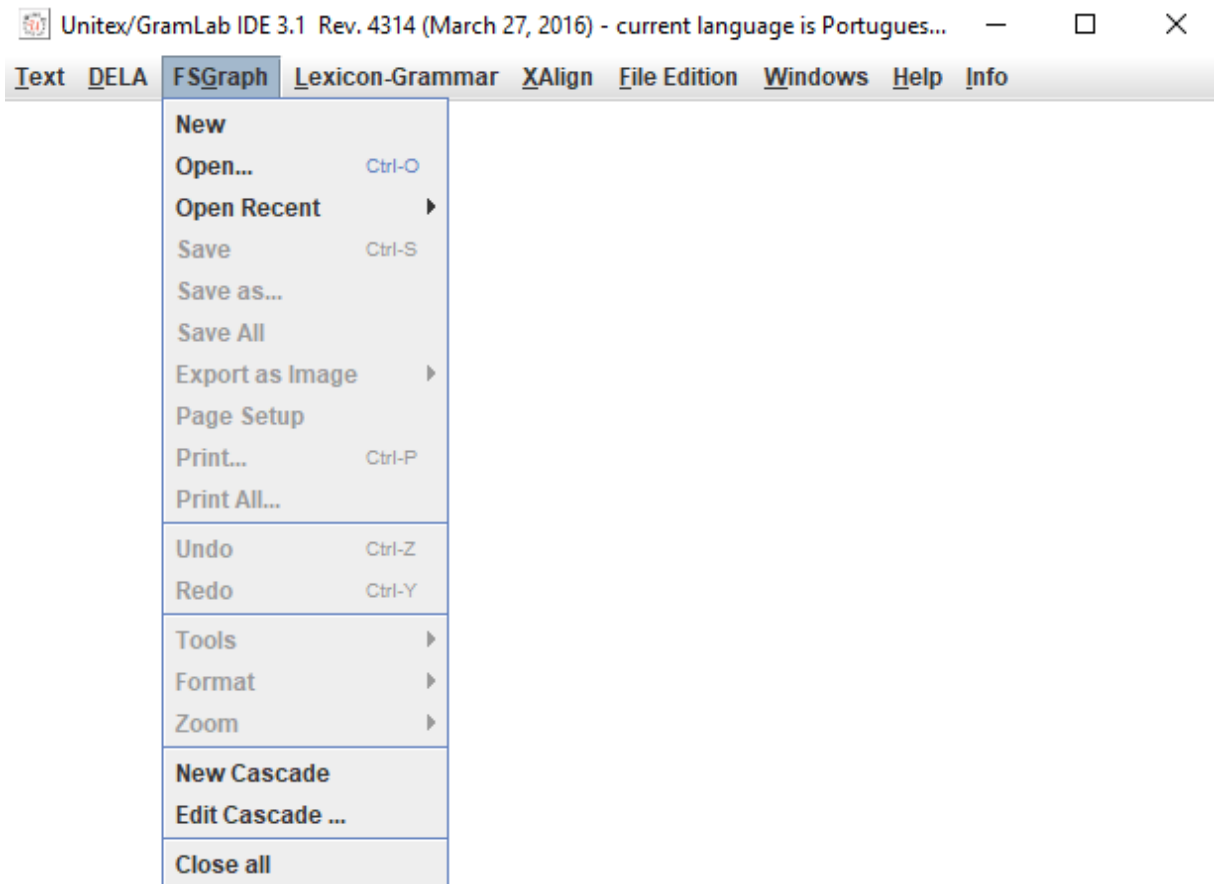 Unitex/GramLab IDE 3.1 Rev. 4314 (March 27, 2016) - current language is Portugues...
Text DELA FSGraph Lexicon-Grammar XAlign File Edition Windows Help Info
New
Open... Ctrl-O
Open Recent
Save Ctrl-S
Save as...
Save All
Export as Image
Page Setup
Print... Ctrl-P
Print All...
Undo Ctrl-Z
Redo Ctrl-Y
Tools
Format
Zoom
New Cascade
Edit Cascade ...
Close all